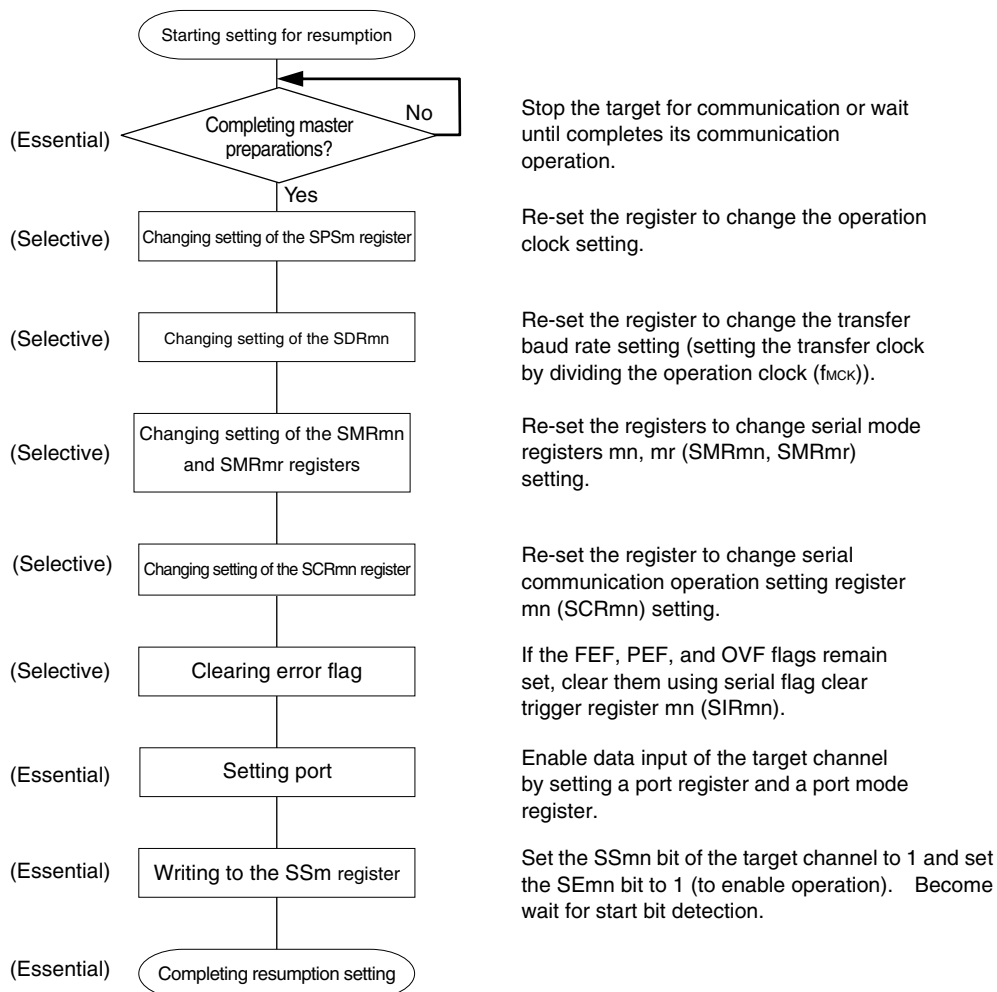 Starting setting for resumption
(Essential)
Completing master
preparations?
No
Yes
Stop the target for communication or wait
until completes its communication
operation.
(Selective)
Changing setting of the SPSm register
Re-set the register to change the operation
clock setting.
(Selective)
Changing setting of the SDRmn
Re-set the register to change the transfer
baud rate setting (setting the transfer clock
by dividing the operation clock (fMCK)).
(Selective)
Changing setting of the SMRmn
and SMRmr registers
Re-set the registers to change serial mode
registers mn, mr (SMRmn, SMRmr)
setting.
(Selective)
Changing setting of the SCRmn register
Re-set the register to change serial
communication operation setting register
mn (SCRmn) setting.
(Selective)
Clearing error flag
If the FEF, PEF, and OVF flags remain
set, clear them using serial flag clear
trigger register mn (SIRmn).
(Essential)
Setting port
Enable data input of the target channel
by setting a port register and a port mode
register.
(Essential)
Writing to the SSm register
Set the SSmn bit of the target channel to 1 and set
the SEmn bit to 1 (to enable operation). Become
wait for start bit detection.
(Essential)
Completing resumption setting